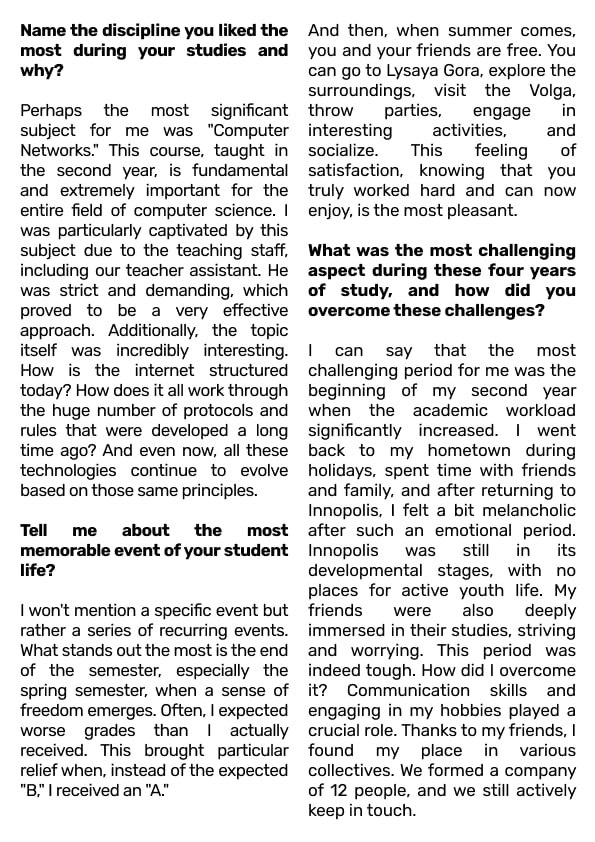 Name the discipline you liked the
most during your studies and
why?
Perhaps the most significant
subject for me was "Computer
Networks." This course, taught in
the second year, is fundamental
and extremely important for the
entire field of computer science. I
was particularly captivated by this
subject due to the teaching staff,
including our teacher assistant. He
was strict and demanding, which
proved to be a very effective
approach. Additionally, the topic
itself was incredibly interesting.
How is the internet structured
today? How does it all work through
the huge number of protocols and
rules that were developed a long
time ago? And even now, all these
technologies continue to evolve
based on those same principles.
Tell me about the most
memorable event of your student
life?
I won't mention a specific event but
rather a series of recurring events.
What stands out the most is the end
of the semester, especially the
spring semester, when a sense of
freedom emerges. Often, I expected
worse grades than I actually
received. This brought particular
relief when, instead of the expected
"B," I received an "A."
And then, when summer comes,
you and your friends are free. You
can go to Lysaya Gora, explore the
surroundings, visit the Volga,
throw parties, engage in
interesting activities, and
socialize. This feeling of
satisfaction, knowing that you
truly worked hard and can now
enjoy, is the most pleasant.
What was the most challenging
aspect during these four years
of study, and how did you
overcome these challenges?
I can say that the most
challenging period for me was the
beginning of my second year
when the academic workload
significantly increased. I went
back to my hometown during
holidays, spent time with friends
and family, and after returning to
Innopolis, I felt a bit melancholic
after such an emotional period.
Innopolis was still in its
developmental stages, with no
places for active youth life. My
friends were also deeply
immersed in their studies, striving
and worrying. This period was
indeed tough. How did I overcome
it? Communication skills and
engaging in my hobbies played a
crucial role. Thanks to my friends, I
found my place in various
collectives. We formed a company
of 12 people, and we still actively
keep in touch.